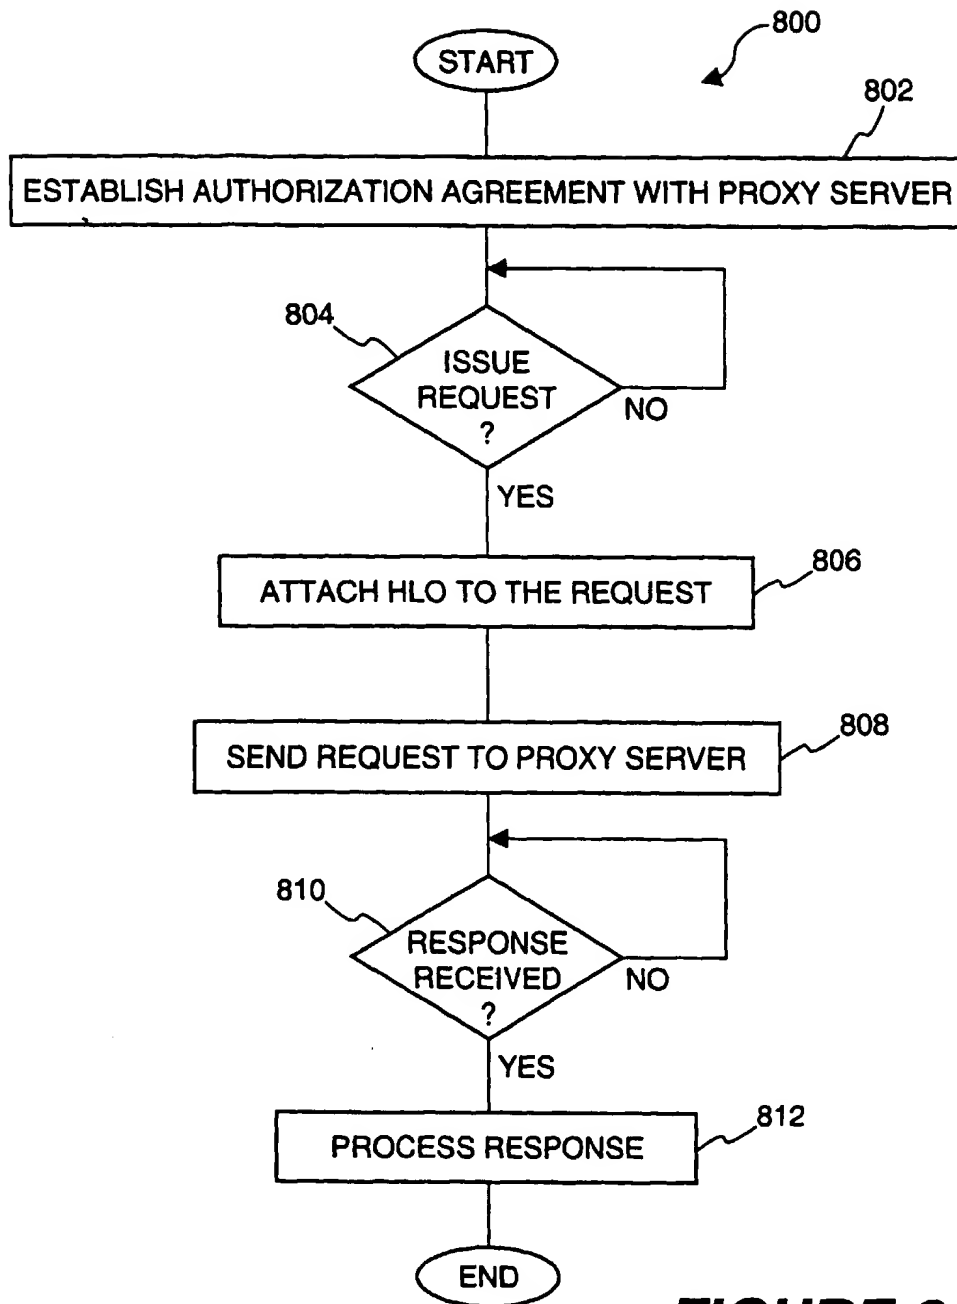 800
START
802
ESTABLISH AUTHORIZATION AGREEMENT WITH PROXY SERVER
804
ISSUE
REQUEST
?
NO
YES
806
ATTACH HLO TO THE REQUEST
808
SEND REQUEST TO PROXY SERVER
810
RESPONSE
RECEIVED
?
NO
YES
812
PROCESS RESPONSE
END